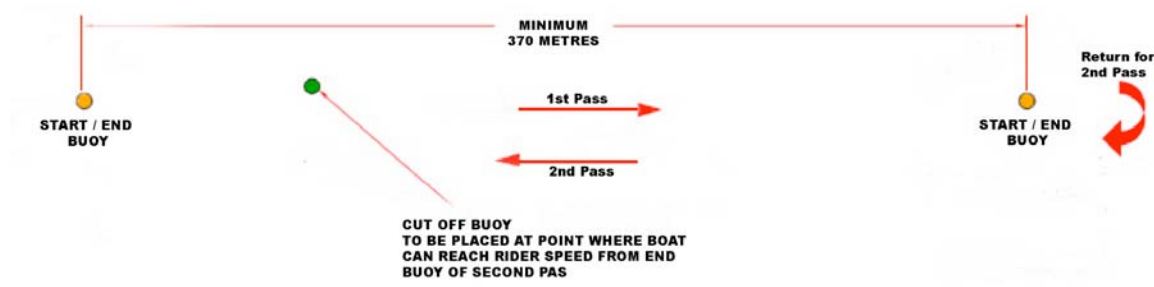 MINIMUM
370 METRES
Return for
2nd Pass
1st Pass
START / END
BUOY
START / END
BUOY
2nd Pass
CUT OFF BUOY
TO BE PLACED AT POINT WHERE BOAT
CAN REACH RIDER SPEED FROM END
BUOY OF SECOND PAS